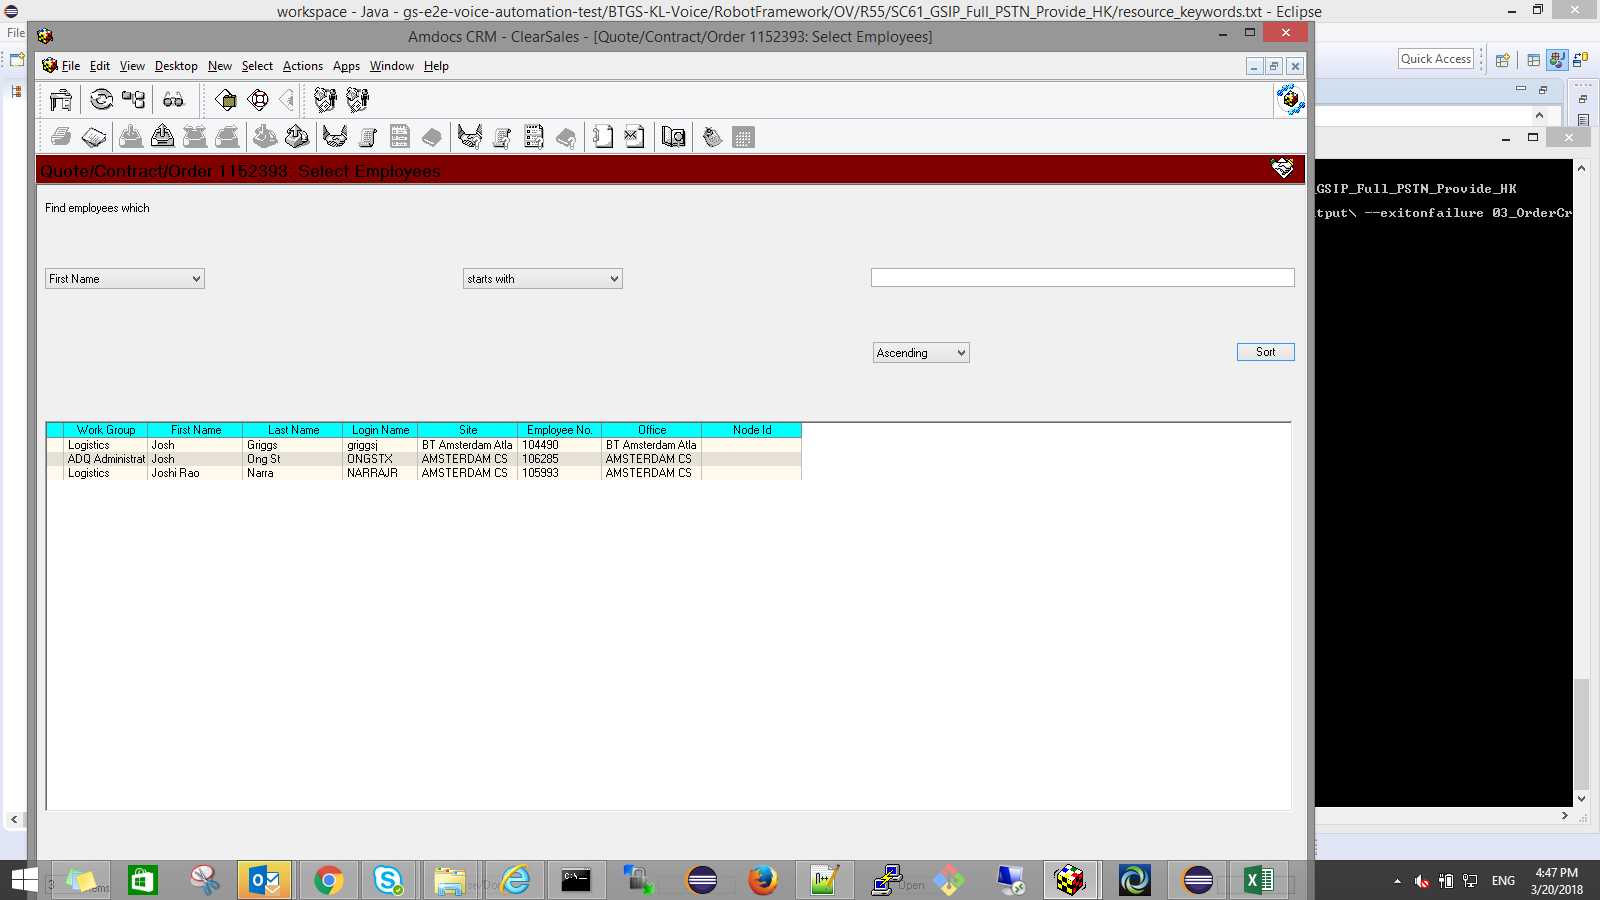 workspace - Java - gs-e2e-voice-automation-test/BTGS-KL-Voice/RobotFramework/OV/R55/SC61_GSIP_Full_PSTN_Provide_HK/resource_keywords.txt - Eclipse
File
Amdocs CRM - ClearSales - [Quote/Contract/Order 1152393: Select Employees]
File Edit View Desktop New Select Actions Apps Window Help
Quick Access
Quote/Contract/Order 1152393: Select Employees
_GSIP_Full_PSTN_Provide_HK
tput\ --exitonfailure 03_OrderCr
Find employees which
First Name starts with
Ascending Sort
Work Group First Name Last Name Login Name Site Employee No. Office Node Id
Logistics Josh Griggs griggsj BT Amsterdam Atla 104490 BT Amsterdam Atla
ADQ Administrat Josh Ong St ONGSTX AMSTERDAM CS 106285 AMSTERDAM CS
Logistics Joshi Rao Narra NARRAJR AMSTERDAM CS 105993 AMSTERDAM CS
3 Open
ENG 4:47 PM
3/20/2018